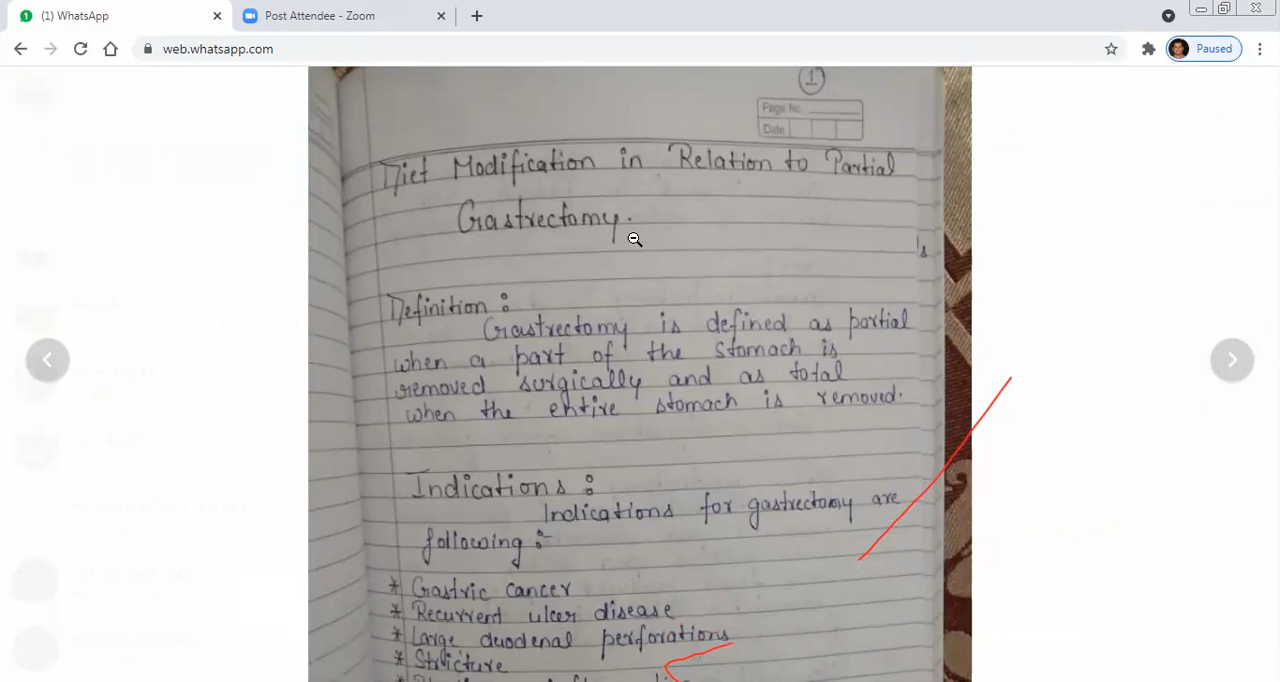 (1) WhatsApp
Post Attendee - Zoom
web.whatsapp.com
Paused
1
Page No.
Date
Diet Modification in Relation to Partial
Gastrectomy.
's
Definition :
Gastrectomy is defined as partial
when a part of the stomach is
removed surgically and as total
when the entire stomach is removed.
Indications :
Indications for gastrectomy are
following :-
* Gastric cancer
* Recurrent ulcer disease
* Large duodenal perforations
* Stricture